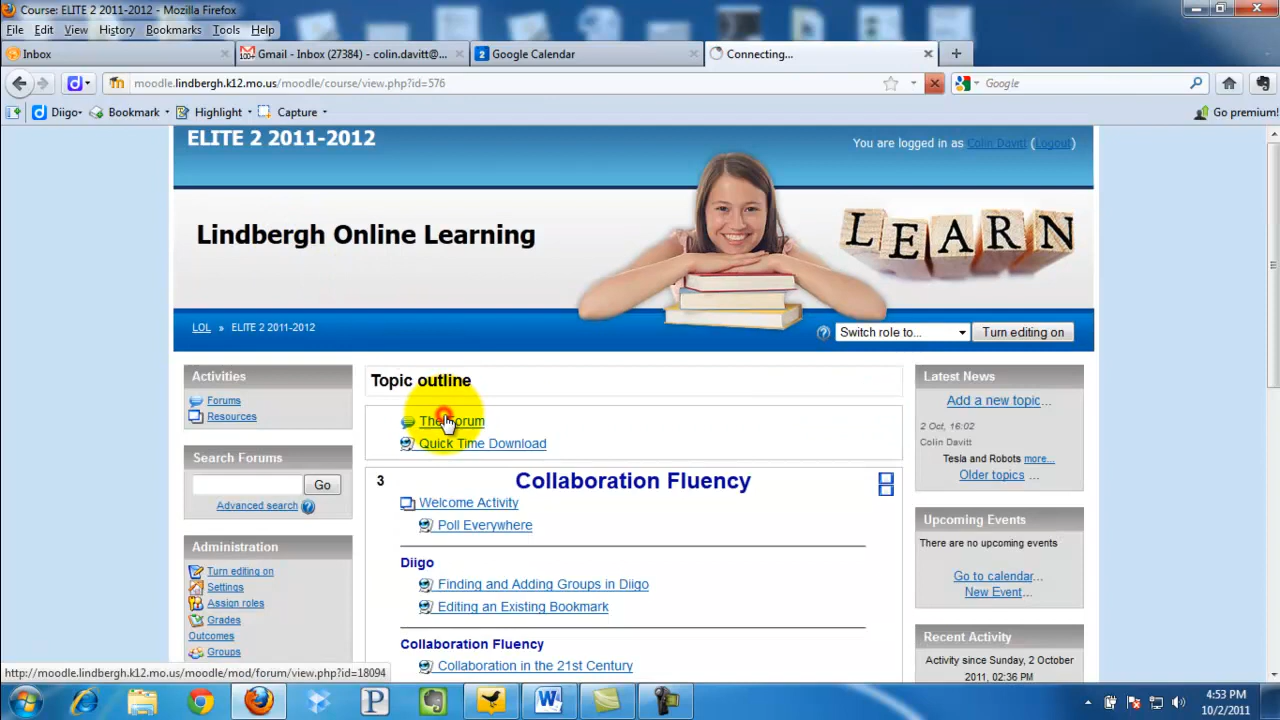 Course: ELITE 2 2011-2012 - Mozilla Firefox
File Edit View History Bookmarks Tools Help
Inbox
Gmail - Inbox (27384) - colin.davitt@...
2 Google Calendar
Connecting...
moodle.lindbergh.k12.mo.us/moodle/course/view.php?id=576
Google
Diigo
Bookmark
Highlight
Capture
Go premium!
ELITE 2 2011-2012
You are logged in as Colin Davitt (Logout)
Lindbergh Online Learning
LEARN
LOL » ELITE 2 2011-2012
Switch role to...
Turn editing on
Activities
Forums
Resources
Search Forums
Go
Advanced search
Administration
Turn editing on
Settings
Assign roles
Grades
Outcomes
Groups
Topic outline
The Forum
Quick Time Download
3
Collaboration Fluency
Welcome Activity
Poll Everywhere
Diigo
Finding and Adding Groups in Diigo
Editing an Existing Bookmark
Collaboration Fluency
Collaboration in the 21st Century
Latest News
Add a new topic...
2 Oct, 16:02
Colin Davitt
Tesla and Robots more...
Older topics ...
Upcoming Events
There are no upcoming events
Go to calendar...
New Event...
Recent Activity
Activity since Sunday, 2 October
2011, 02:36 PM
http://moodle.lindbergh.k12.mo.us/moodle/mod/forum/view.php?id=18094
4:53 PM
10/2/2011